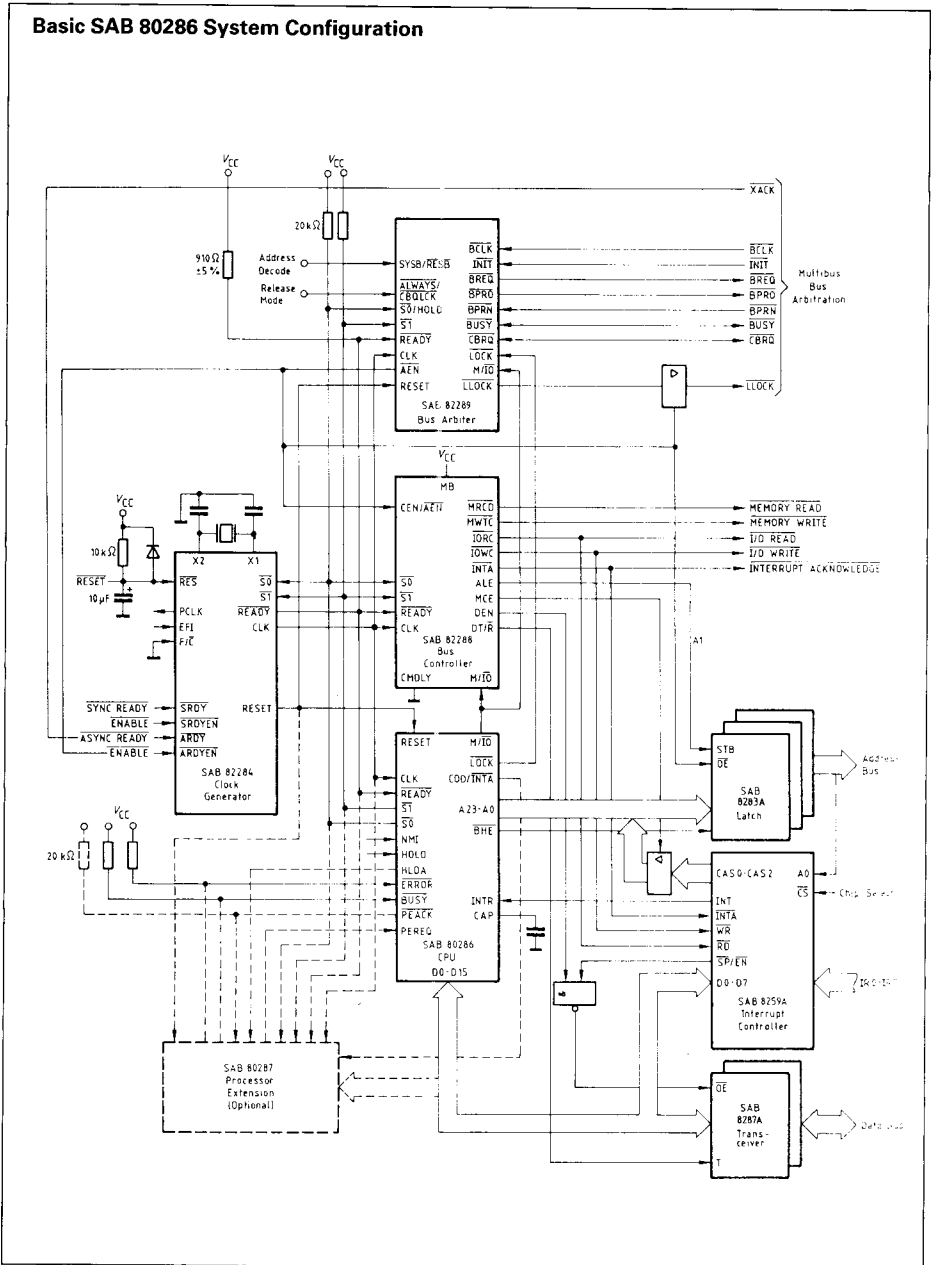 Basic SAB 80286 System Configuration
VCC
VCC
XACK
20 kΩ
910 Ω
±5 %
Address
Decode
Release
Mode
SYSB/RESB
ALWAYS/
CBQLCK
S0/HOLD
S1
READY
CLK
AEN
RESET
BCLK
INIT
BREQ
BPRO
BPRN
BUSY
CBRQ
LOCK
M/IO
LLOCK
SAE 82289
Bus Arbiter
BCLK
INIT
BREQ
BPRO
BPRN
BUSY
CBRQ
LLOCK
Multibus
Bus
Arbitration
VCC
MB
CEN/AEN
S0
S1
READY
CLK
CMDLY
MRCD
MWTC
IORC
IOWC
INTA
ALE
MCE
DEN
DT/R
M/IO
SAB 82288
Bus
Controller
MEMORY READ
MEMORY WRITE
I/O READ
I/O WRITE
INTERRUPT ACKNOWLEDGE
A1
VCC
10 kΩ
RESET
10 µF
+
X2
X1
RES
PCLK
EFI
F/C
S0
S1
READY
CLK
RESET
SYNC READY
ENABLE
ASYNC READY
ENABLE
SRDY
SRDYEN
ARDY
ARDYEN
SAB 82284
Clock
Generator
RESET
CLK
READY
S1
S0
NMI
HOLD
HLDA
ERROR
BUSY
PEACK
PEREQ
M/IO
LOCK
COD/INTA
A23-A0
BHE
INTR
CAP
SAB 80286
CPU
D0-D15
VCC
20 kΩ
STB
OE
SAB
8283A
Latch
Address
Bus
CAS0-CAS2
INT
INTA
WR
RD
SP/EN
D0-D7
A0
CS
Chip Select
SAB 8259A
Interrupt
Controller
&
SAB 80287
Processor
Extension
(Optional)
OE
SAB
8287A
Trans-
ceiver
T
Data Bus